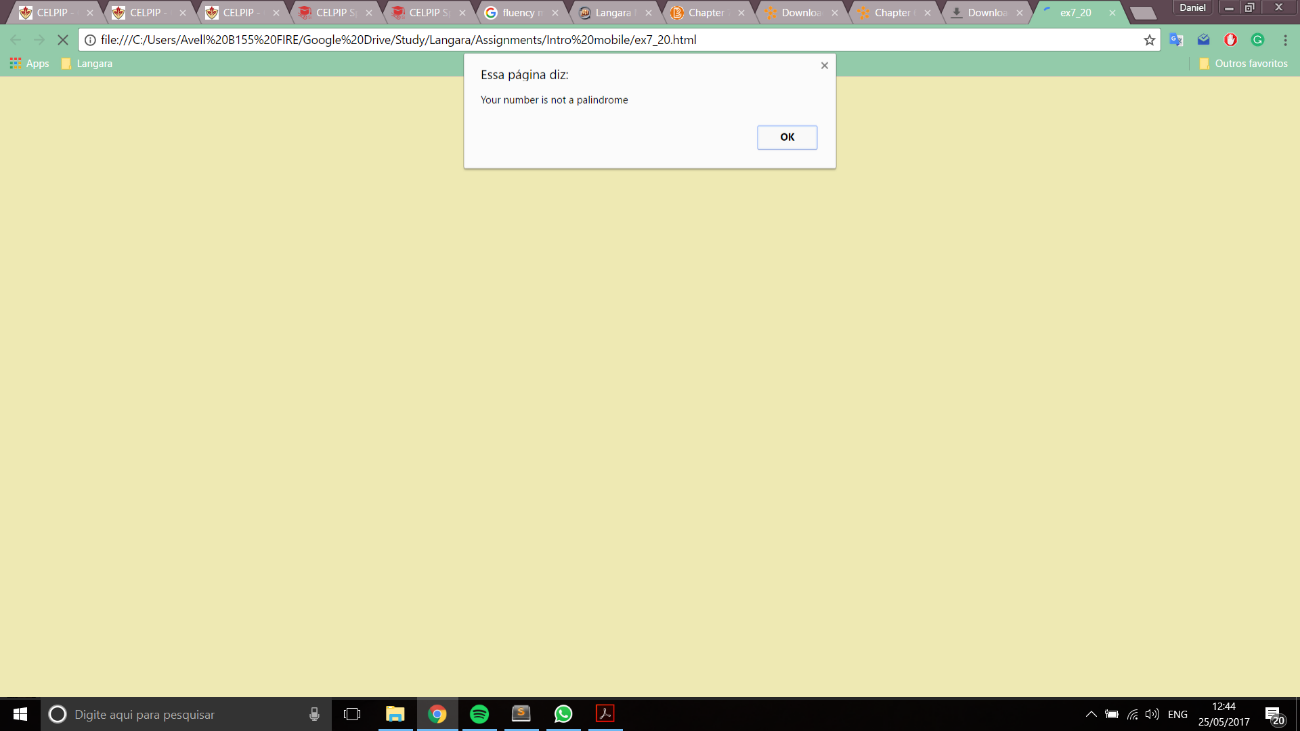 CELPIP -
CELPIP -
CELPIP -
CELPIP S
CELPIP S
fluency
Langara
Chapter
Downloa
Chapter
Downloa
ex7_20
Daniel
file:///C:/Users/Avell%20B155%20FIRE/Google%20Drive/Study/Langara/Assignments/Intro%20mobile/ex7_20.html
Apps
Langara
Outros favoritos
Essa página diz:
Your number is not a palindrome
OK
Digite aqui para pesquisar
ENG
12:44
25/05/2017
20